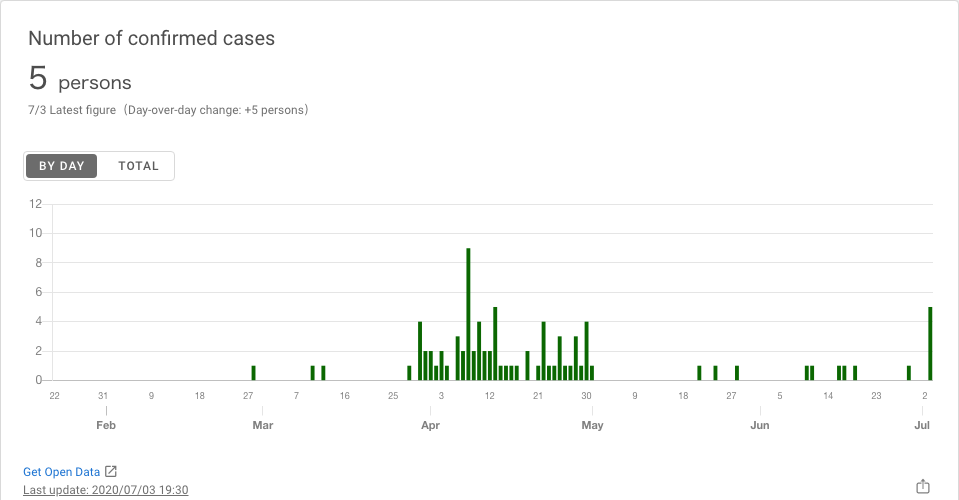 Number of confirmed cases
5 persons
7/3 Latest figure（Day-over-day change: +5 persons）
BY DAY TOTAL
12
10
8
6
4
2
0
22 31 9 18 27 7 16 25 3 12 21 30 9 18 27 5 14 23 2
Feb Mar Apr May Jun Jul
Get Open Data
Last update: 2020/07/03 19:30